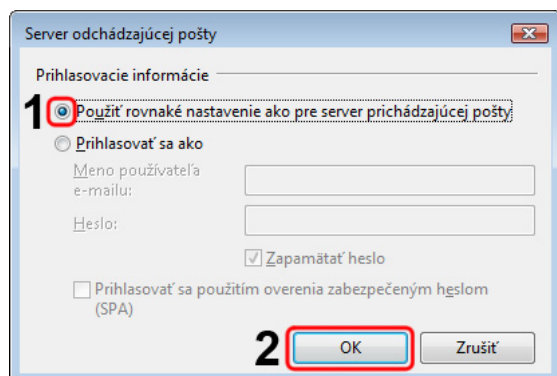 Server odchádzajúcej pošty
Prihlasovacie informácie
1
Použiť rovnaké nastavenie ako pre server prichádzajúcej pošty
Prihlasovať sa ako
Meno používateľa
e-mailu:
Heslo:
Zapamätať heslo
Prihlasovať sa použitím overenia zabezpečeným heslom
(SPA)
2 OK Zrušiť